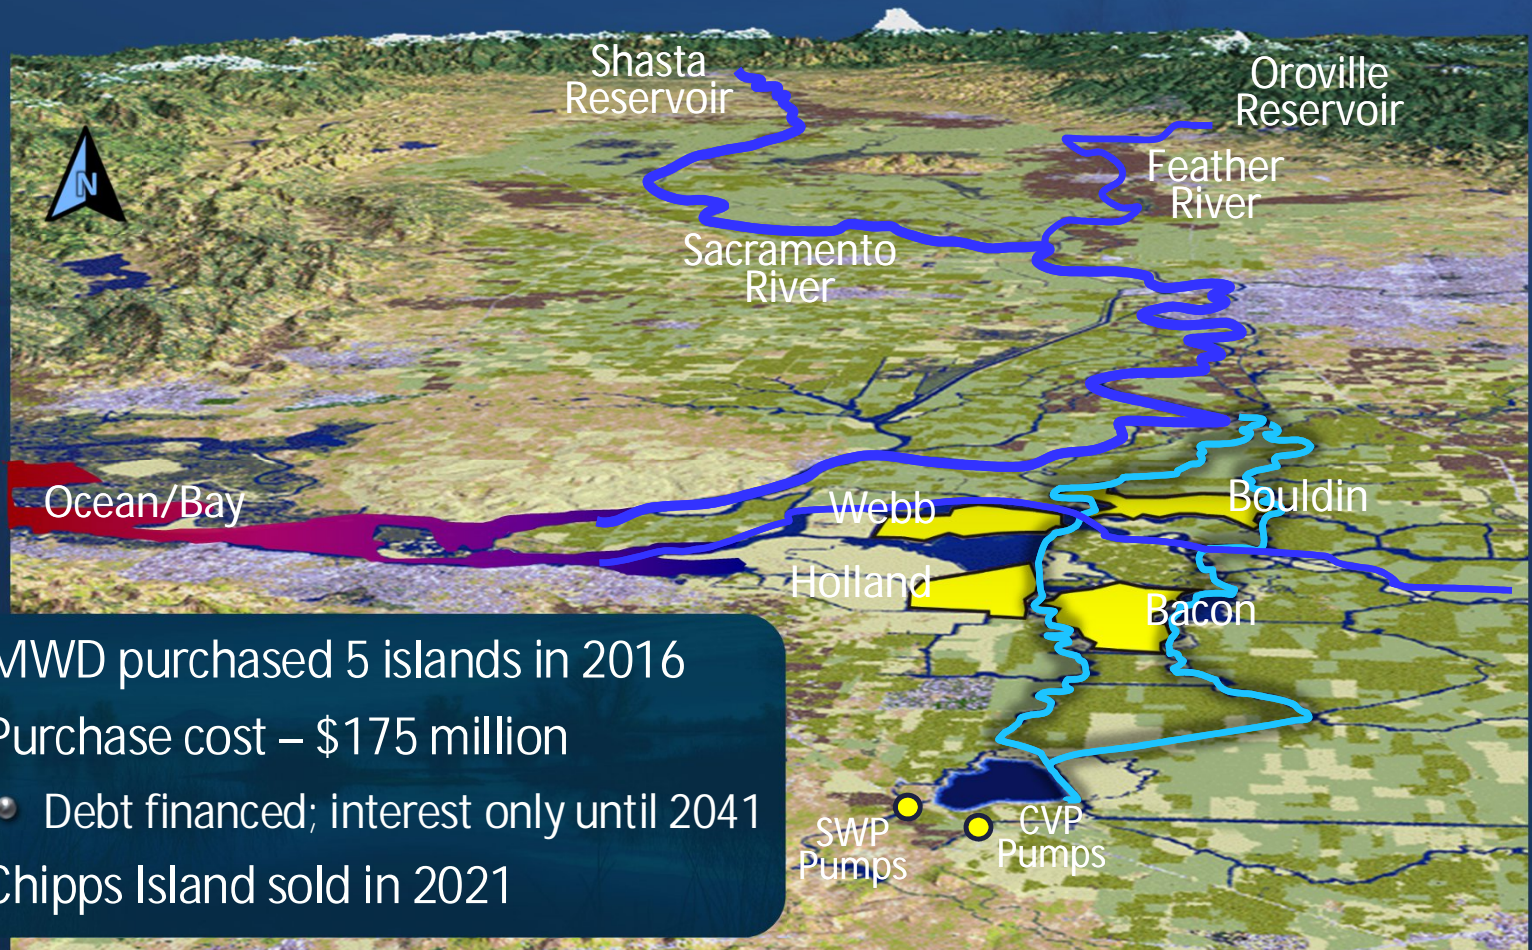 Shasta
Reservoir
Oroville
Reservoir
N
Feather
River
Sacramento
River
Ocean/Bay
Webb
Bouldin
Holland
Bacon
MWD purchased 5 islands in 2016
Purchase cost – $175 million
Debt financed; interest only until 2041
Chipps Island sold in 2021
SWP
Pumps
CVP
Pumps